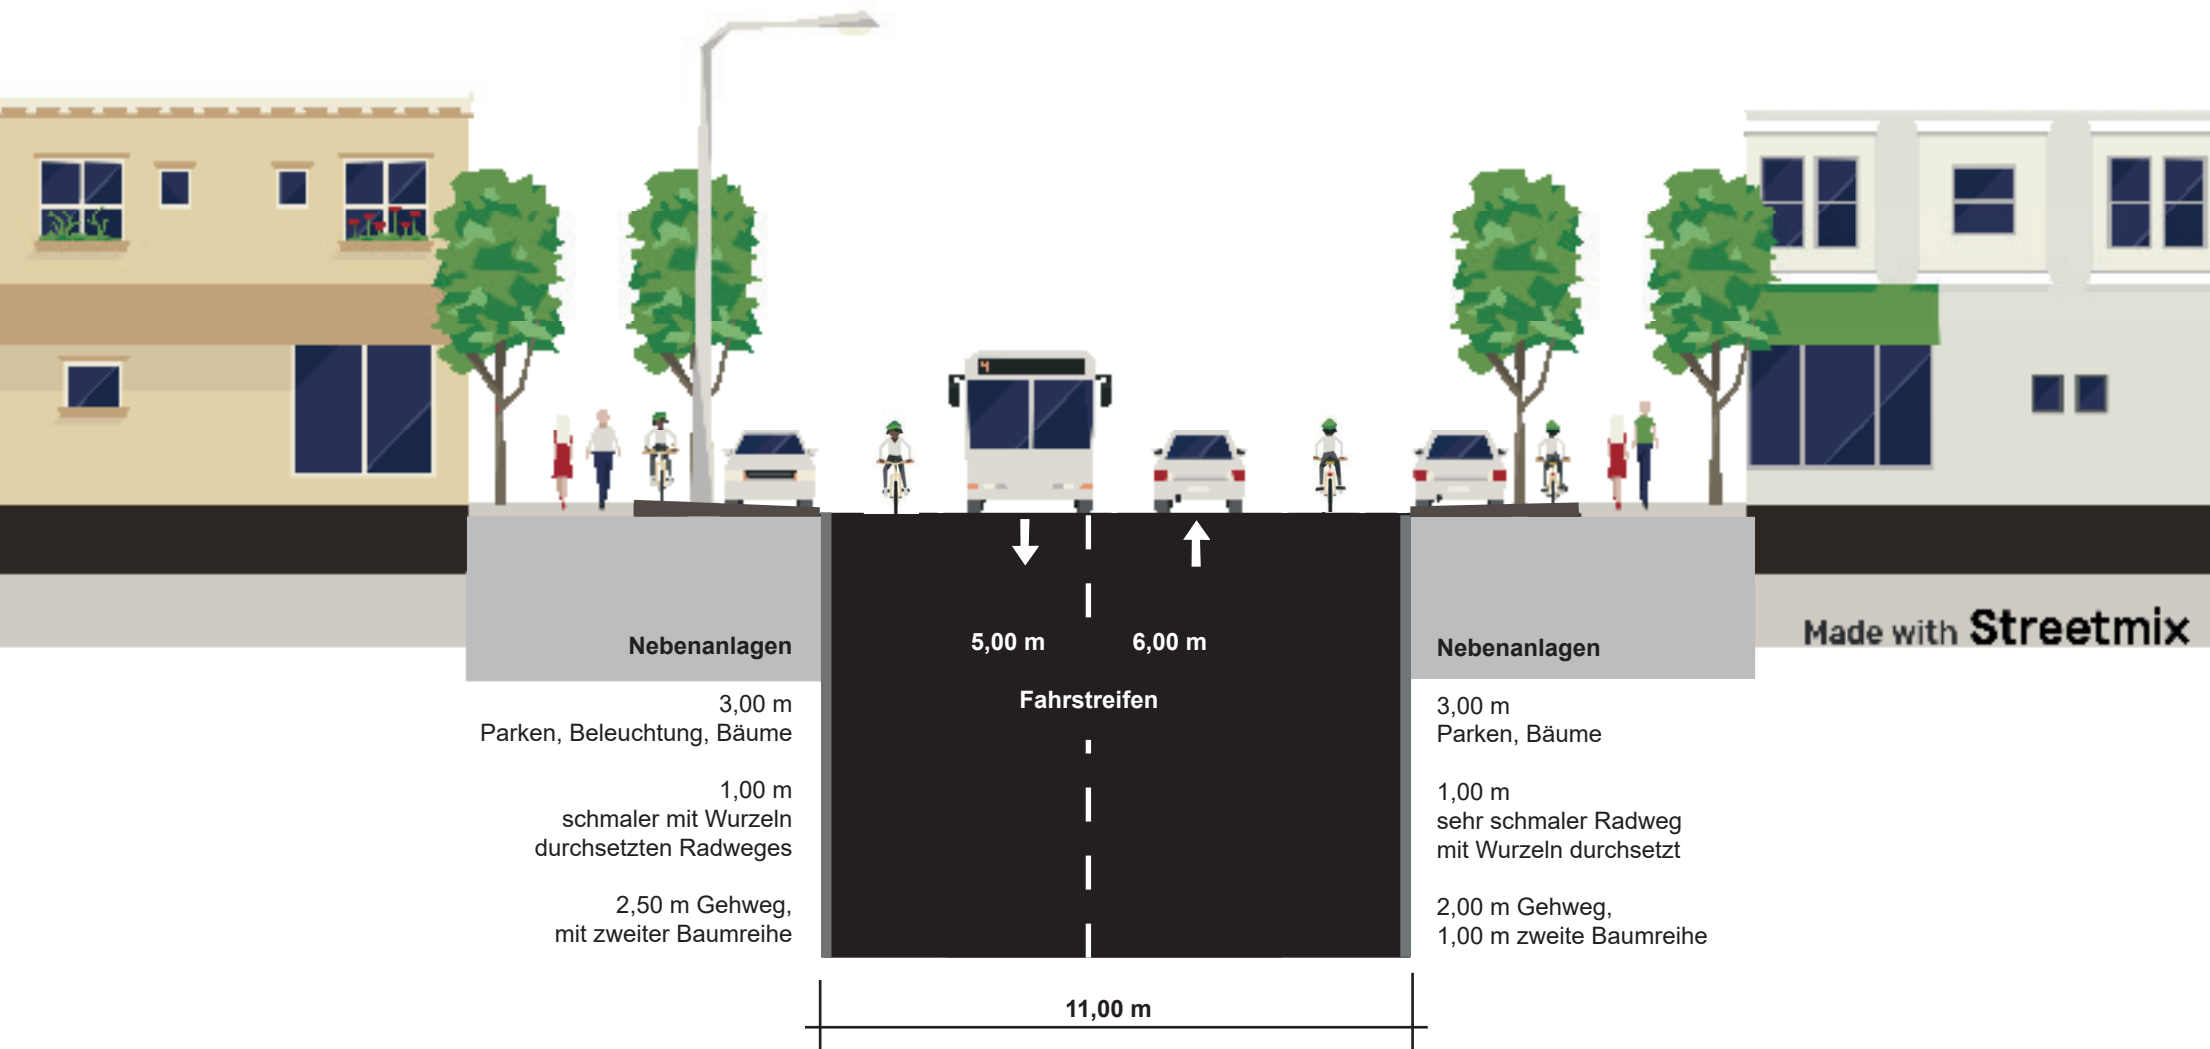 4
Made with Streetmix
Nebenanlagen
3,00 m
Parken, Beleuchtung, Bäume
1,00 m
schmaler mit Wurzeln
durchsetzten Radweges
2,50 m Gehweg,
mit zweiter Baumreihe
5,00 m
6,00 m
Fahrstreifen
Nebenanlagen
3,00 m
Parken, Bäume
1,00 m
sehr schmaler Radweg
mit Wurzeln durchsetzt
2,00 m Gehweg,
1,00 m zweite Baumreihe
11,00 m